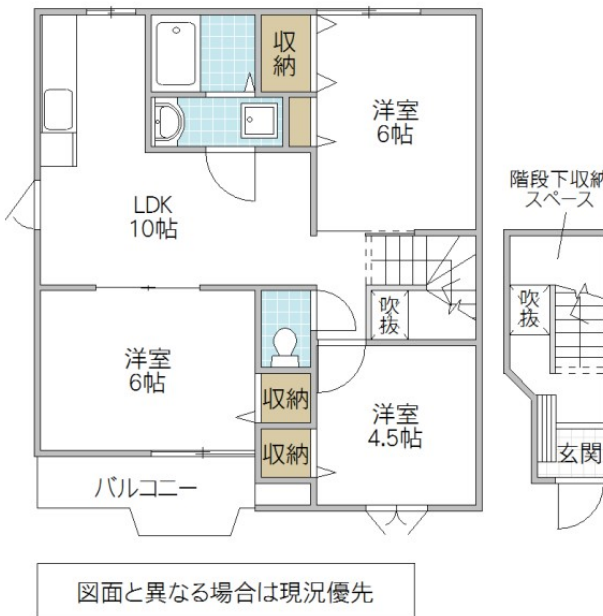 収
納
洋室
6帖
階段下収納
スペース
LDK
10帖
吹
抜
吹
抜
洋室
6帖
収納
洋室
4.5帖
収納
玄関
バルコニー
図面と異なる場合は現況優先